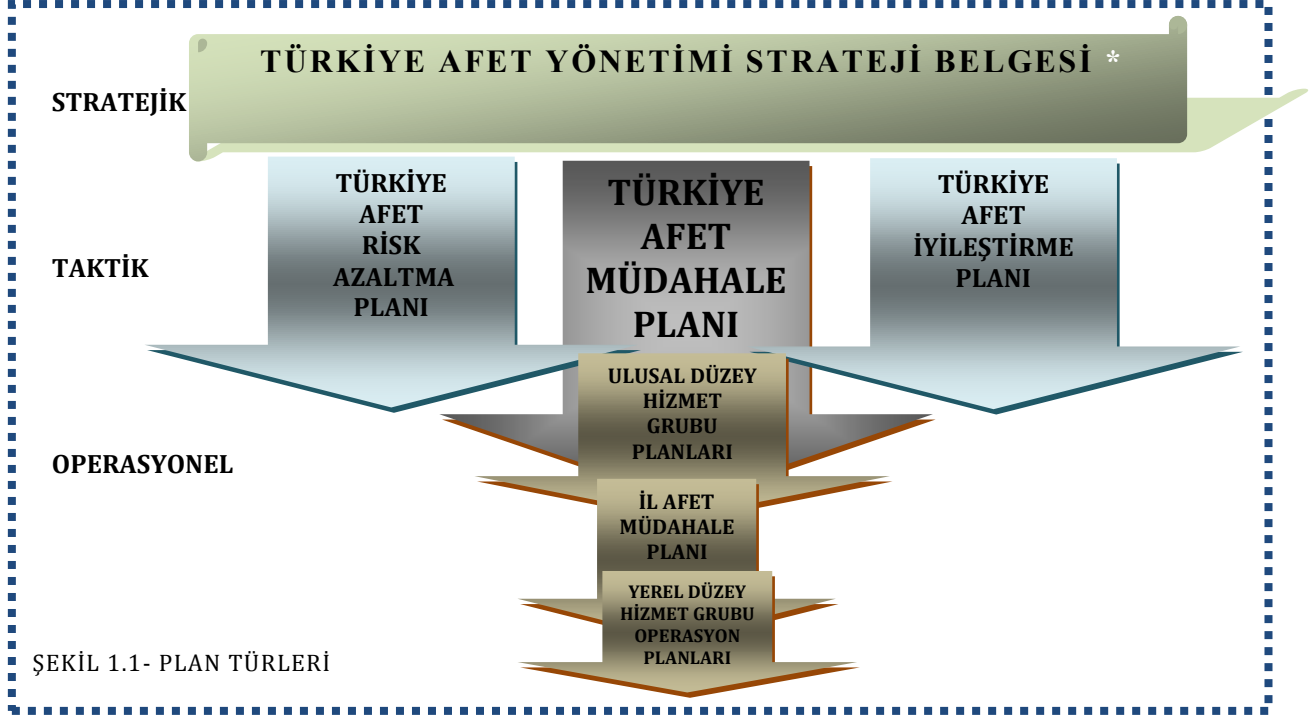 TÜRKİYE AFET YÖNETİMİ STRATEJİ BELGESİ *
STRATEJİK
TÜRKİYE
AFET
RİSK
AZALTMA
PLANI
TÜRKİYE
AFET
MÜDAHALE
PLANI
TÜRKİYE
AFET
İYİLEŞTİRME
PLANI
TAKTİK
ULUSAL DÜZEY
HİZMET
GRUBU
PLANLARI
OPERASYONEL
İL AFET
MÜDAHALE
PLANI
YEREL DÜZEY
HİZMET GRUBU
OPERASYON
PLANLARI
ŞEKİL 1.1- PLAN TÜRLERİ